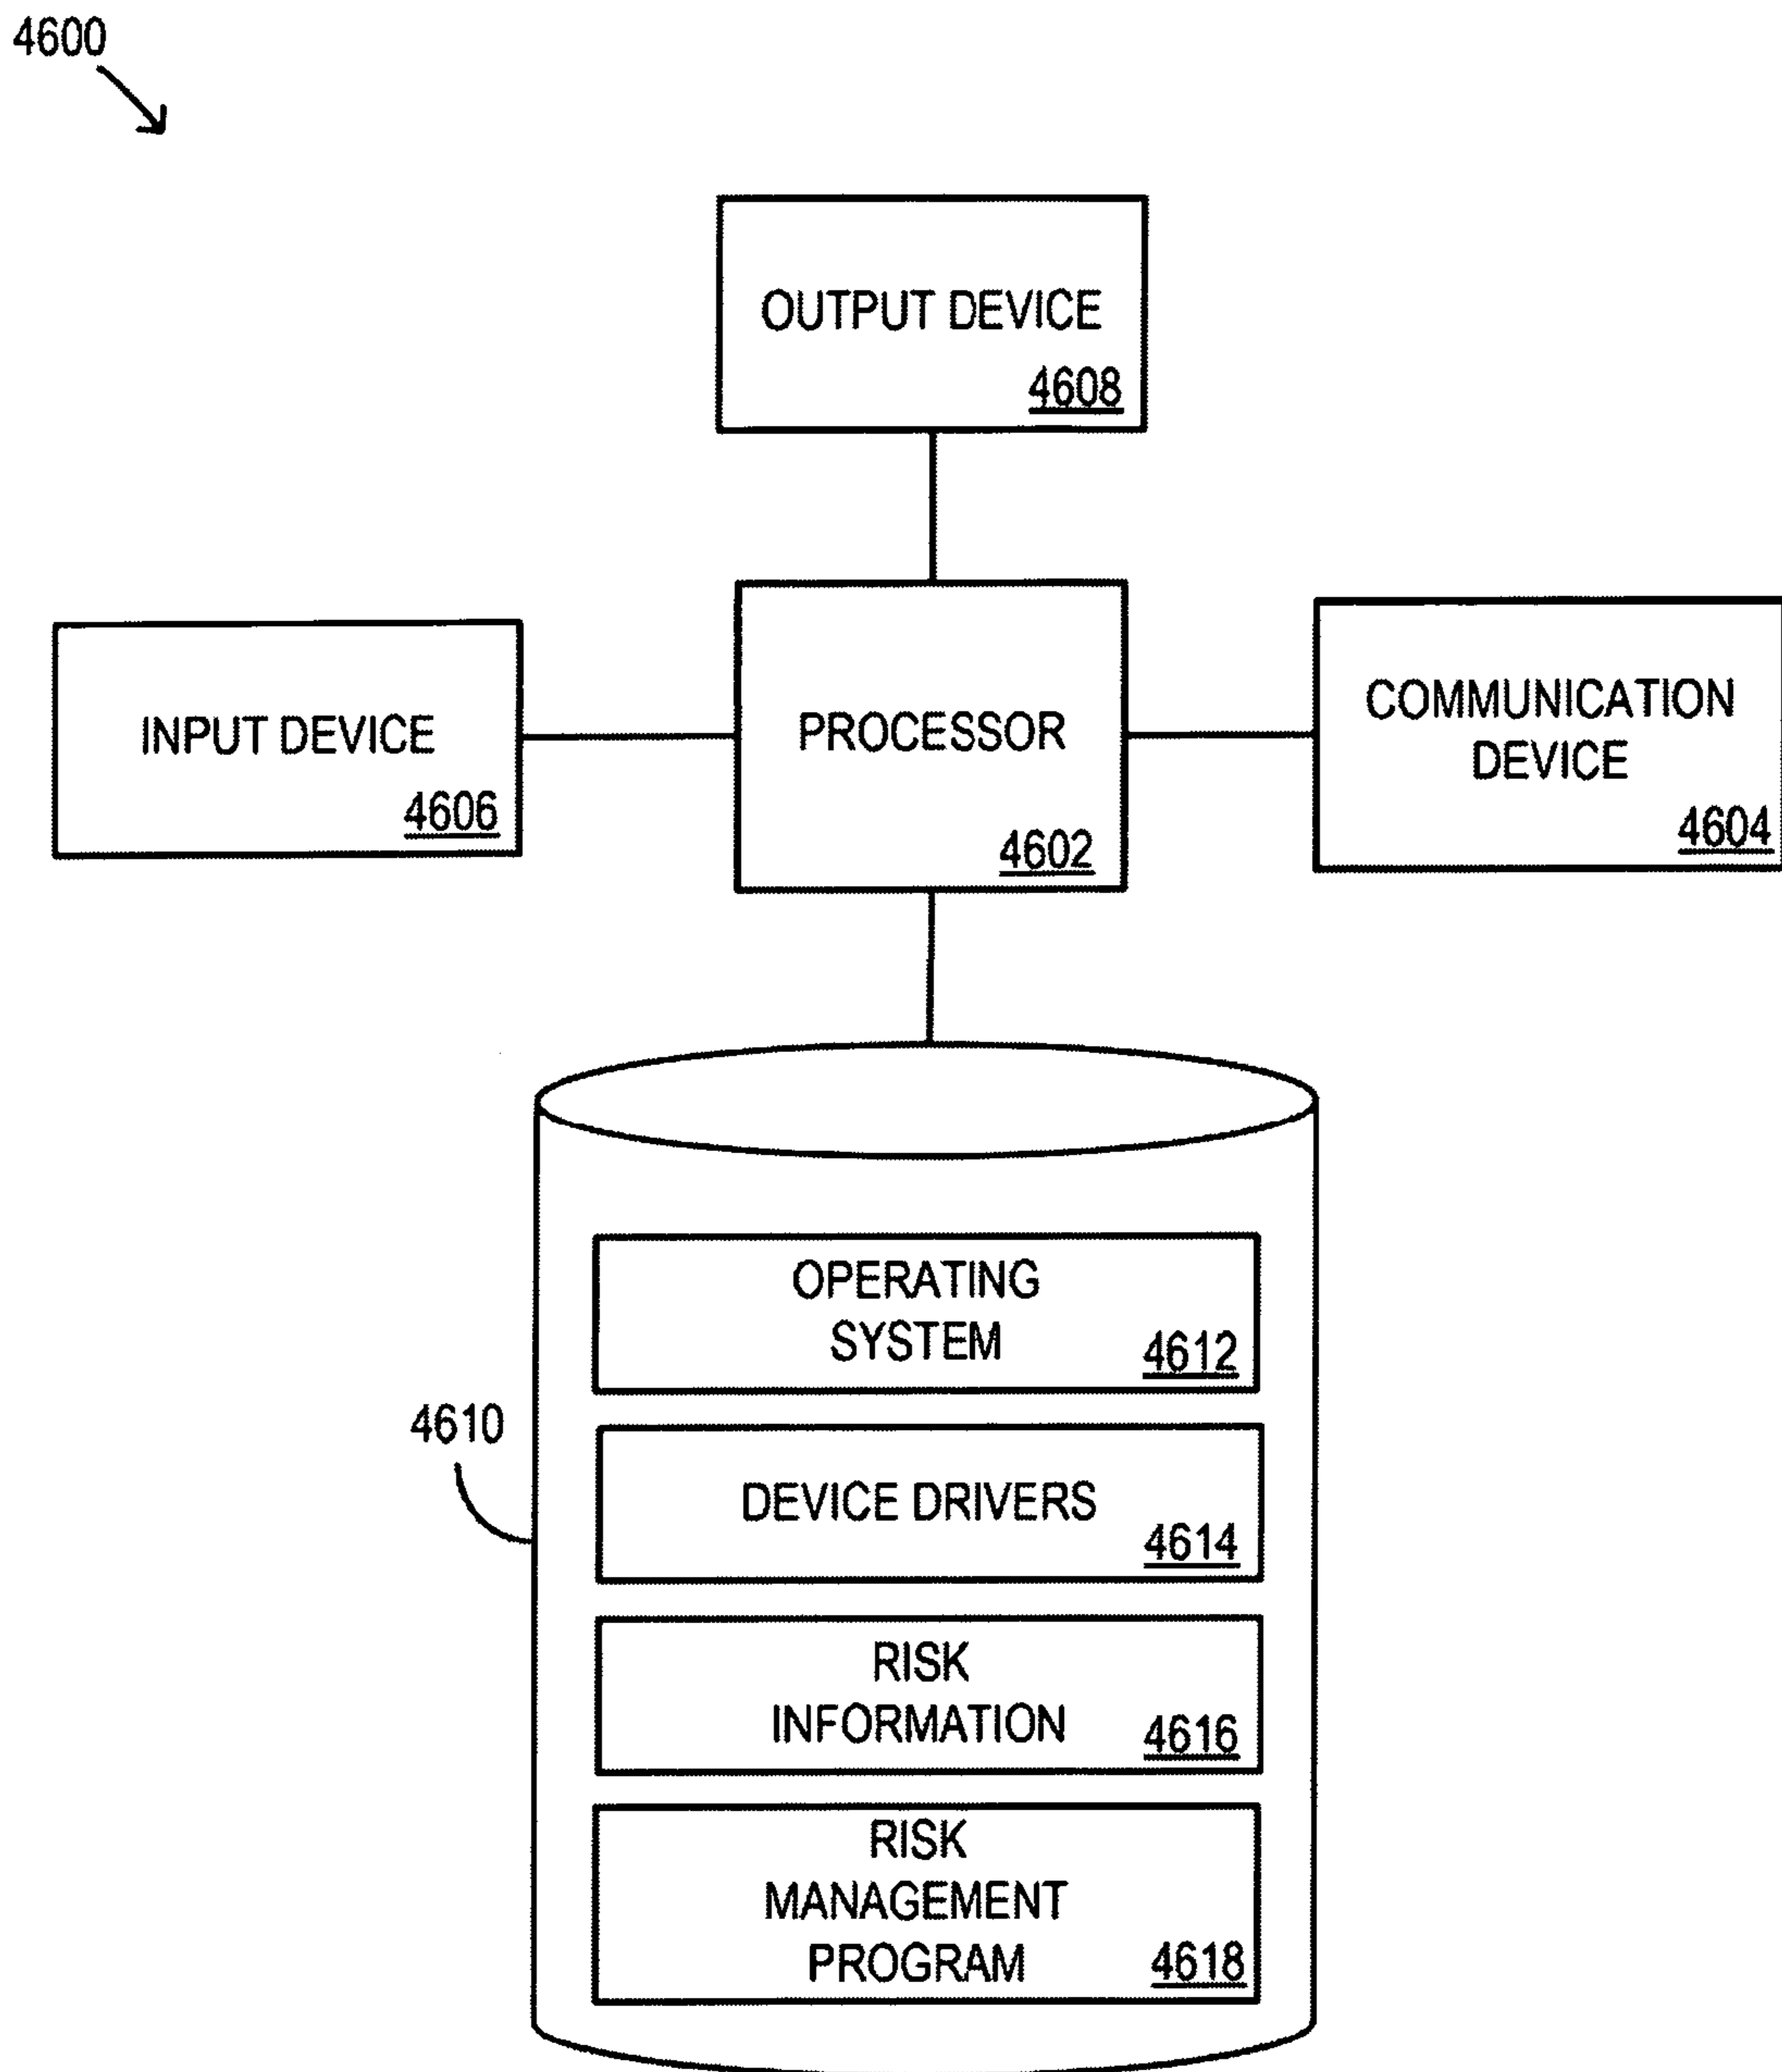 4600
OUTPUT DEVICE
4608
INPUT DEVICE
4606
PROCESSOR
4602
COMMUNICATION
DEVICE
4604
OPERATING
SYSTEM
4612
4610
DEVICE DRIVERS
4614
RISK
INFORMATION
4616
RISK
MANAGEMENT
PROGRAM
4618